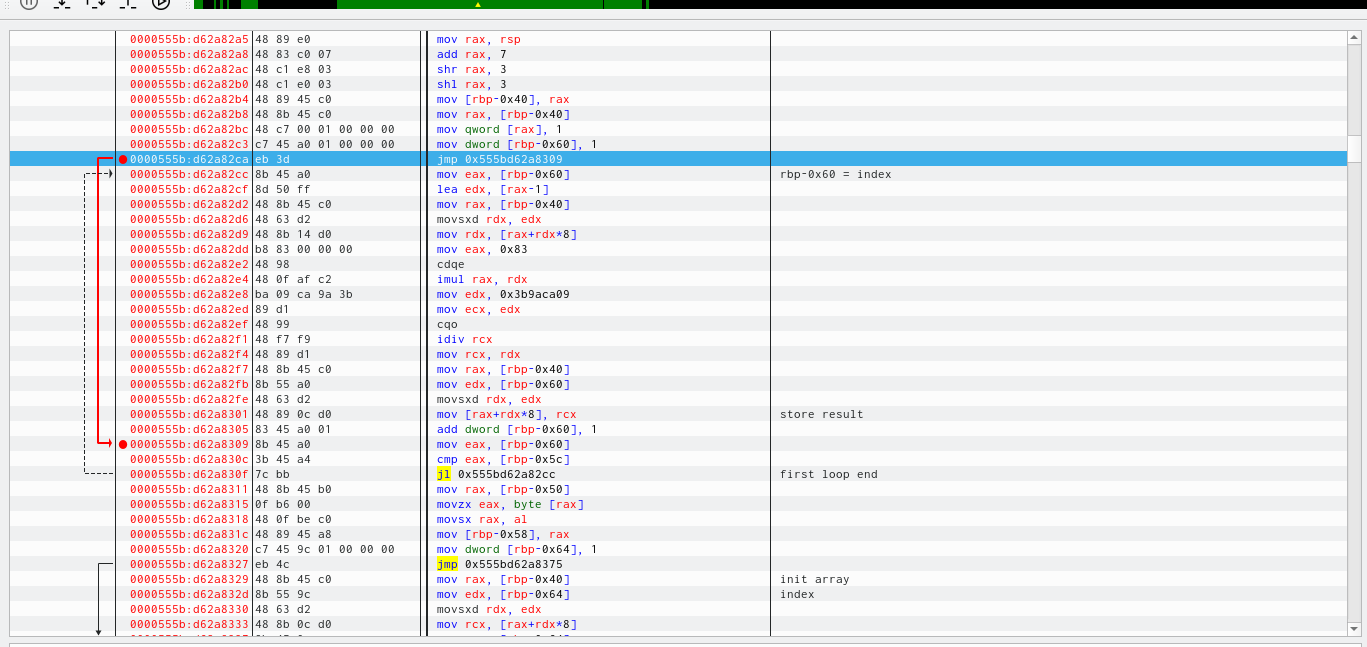 0000555b:d62a82a5 48 89 e0 mov rax, rsp
0000555b:d62a82a8 48 83 c0 07 add rax, 7
0000555b:d62a82ac 48 c1 e8 03 shr rax, 3
0000555b:d62a82b0 48 c1 e0 03 shl rax, 3
0000555b:d62a82b4 48 89 45 c0 mov [rbp-0x40], rax
0000555b:d62a82b8 48 8b 45 c0 mov rax, [rbp-0x40]
0000555b:d62a82bc 48 c7 00 01 00 00 00 mov qword [rax], 1
0000555b:d62a82c3 c7 45 a0 01 00 00 00 mov dword [rbp-0x60], 1
0000555b:d62a82ca eb 3d jmp 0x555bd62a8309
0000555b:d62a82cc 8b 45 a0 mov eax, [rbp-0x60] rbp-0x60 = index
0000555b:d62a82cf 8d 50 ff lea edx, [rax-1]
0000555b:d62a82d2 48 8b 45 c0 mov rax, [rbp-0x40]
0000555b:d62a82d6 48 63 d2 movsxd rdx, edx
0000555b:d62a82d9 48 8b 14 d0 mov rdx, [rax+rdx*8]
0000555b:d62a82dd b8 83 00 00 00 mov eax, 0x83
0000555b:d62a82e2 48 98 cdqe
0000555b:d62a82e4 48 0f af c2 imul rax, rdx
0000555b:d62a82e8 ba 09 ca 9a 3b mov edx, 0x3b9aca09
0000555b:d62a82ed 89 d1 mov ecx, edx
0000555b:d62a82ef 48 99 cqo
0000555b:d62a82f1 48 f7 f9 idiv rcx
0000555b:d62a82f4 48 89 d1 mov rcx, rdx
0000555b:d62a82f7 48 8b 45 c0 mov rax, [rbp-0x40]
0000555b:d62a82fb 8b 55 a0 mov edx, [rbp-0x60]
0000555b:d62a82fe 48 63 d2 movsxd rdx, edx
0000555b:d62a8301 48 89 0c d0 mov [rax+rdx*8], rcx store result
0000555b:d62a8305 83 45 a0 01 add dword [rbp-0x60], 1
0000555b:d62a8309 8b 45 a0 mov eax, [rbp-0x60]
0000555b:d62a830c 3b 45 a4 cmp eax, [rbp-0x5c]
0000555b:d62a830f 7c bb jl 0x555bd62a82cc first loop end
0000555b:d62a8311 48 8b 45 b0 mov rax, [rbp-0x50]
0000555b:d62a8315 0f b6 00 movzx eax, byte [rax]
0000555b:d62a8318 48 0f be c0 movsx rax, al
0000555b:d62a831c 48 89 45 a8 mov [rbp-0x58], rax
0000555b:d62a8320 c7 45 9c 01 00 00 00 mov dword [rbp-0x64], 1
0000555b:d62a8327 eb 4c jmp 0x555bd62a8375
0000555b:d62a8329 48 8b 45 c0 mov rax, [rbp-0x40] init array
0000555b:d62a832d 8b 55 9c mov edx, [rbp-0x64] index
0000555b:d62a8330 48 63 d2 movsxd rdx, edx
0000555b:d62a8333 48 8b 0c d0 mov rcx, [rax+rdx*8]